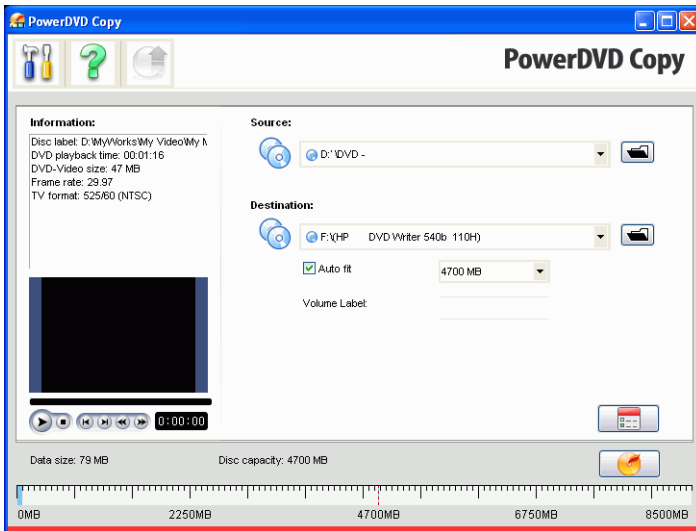 PowerDVD Copy
PowerDVD Copy
Information:
Disc label: D:\MyWorks\My Video\My M
DVD playback time: 00:01:16
DVD-Video size: 47 MB
Frame rate: 29.97
TV format: 525/60 (NTSC)
Source:
D:' \DVD -
Destination:
F:\(HP DVD Writer 540b 110H)
Auto fit
4700 MB
Volume Label:
0:00:00
Data size: 79 MB
Disc capacity: 4700 MB
0MB 2250MB 4700MB 6750MB 8500MB